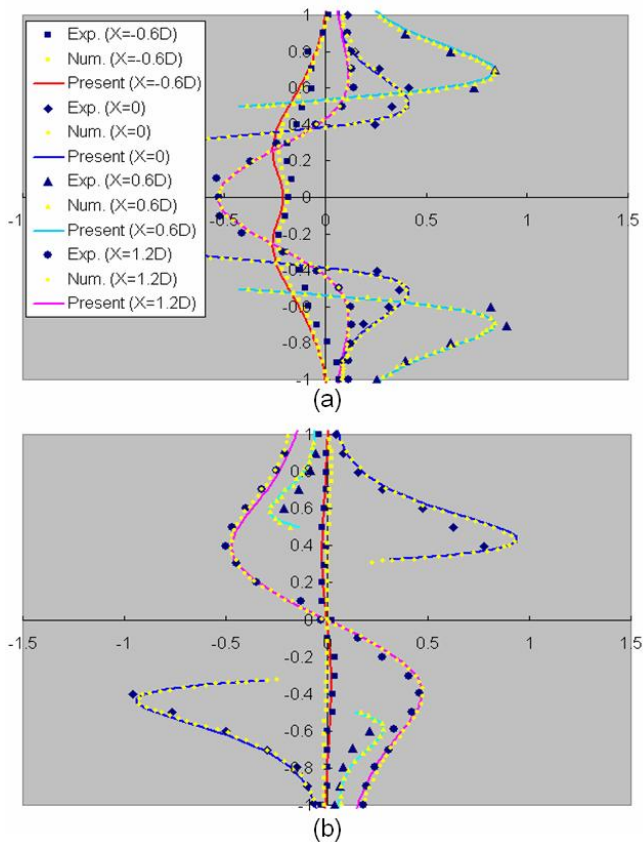 Exp. (X=-0.6D)
Num. (X=-0.6D)
Present (X=-0.6D)
Exp. (X=0)
Num. (X=0)
Present (X=0)
Exp. (X=0.6D)
Num. (X=0.6D)
Present (X=0.6D)
Exp. (X=1.2D)
Num. (X=1.2D)
Present (X=1.2D)
1
0.8
0.6
0.4
0.2
0
-0.2
-0.4
-0.6
-0.8
-1
-1
-0.5
0
0.5
1
1.5
(a)
1
0.8
0.6
0.4
0.2
0
-0.2
-0.4
-0.6
-0.8
-1
-1.5
-1
-0.5
0
0.5
1
1.5
(b)